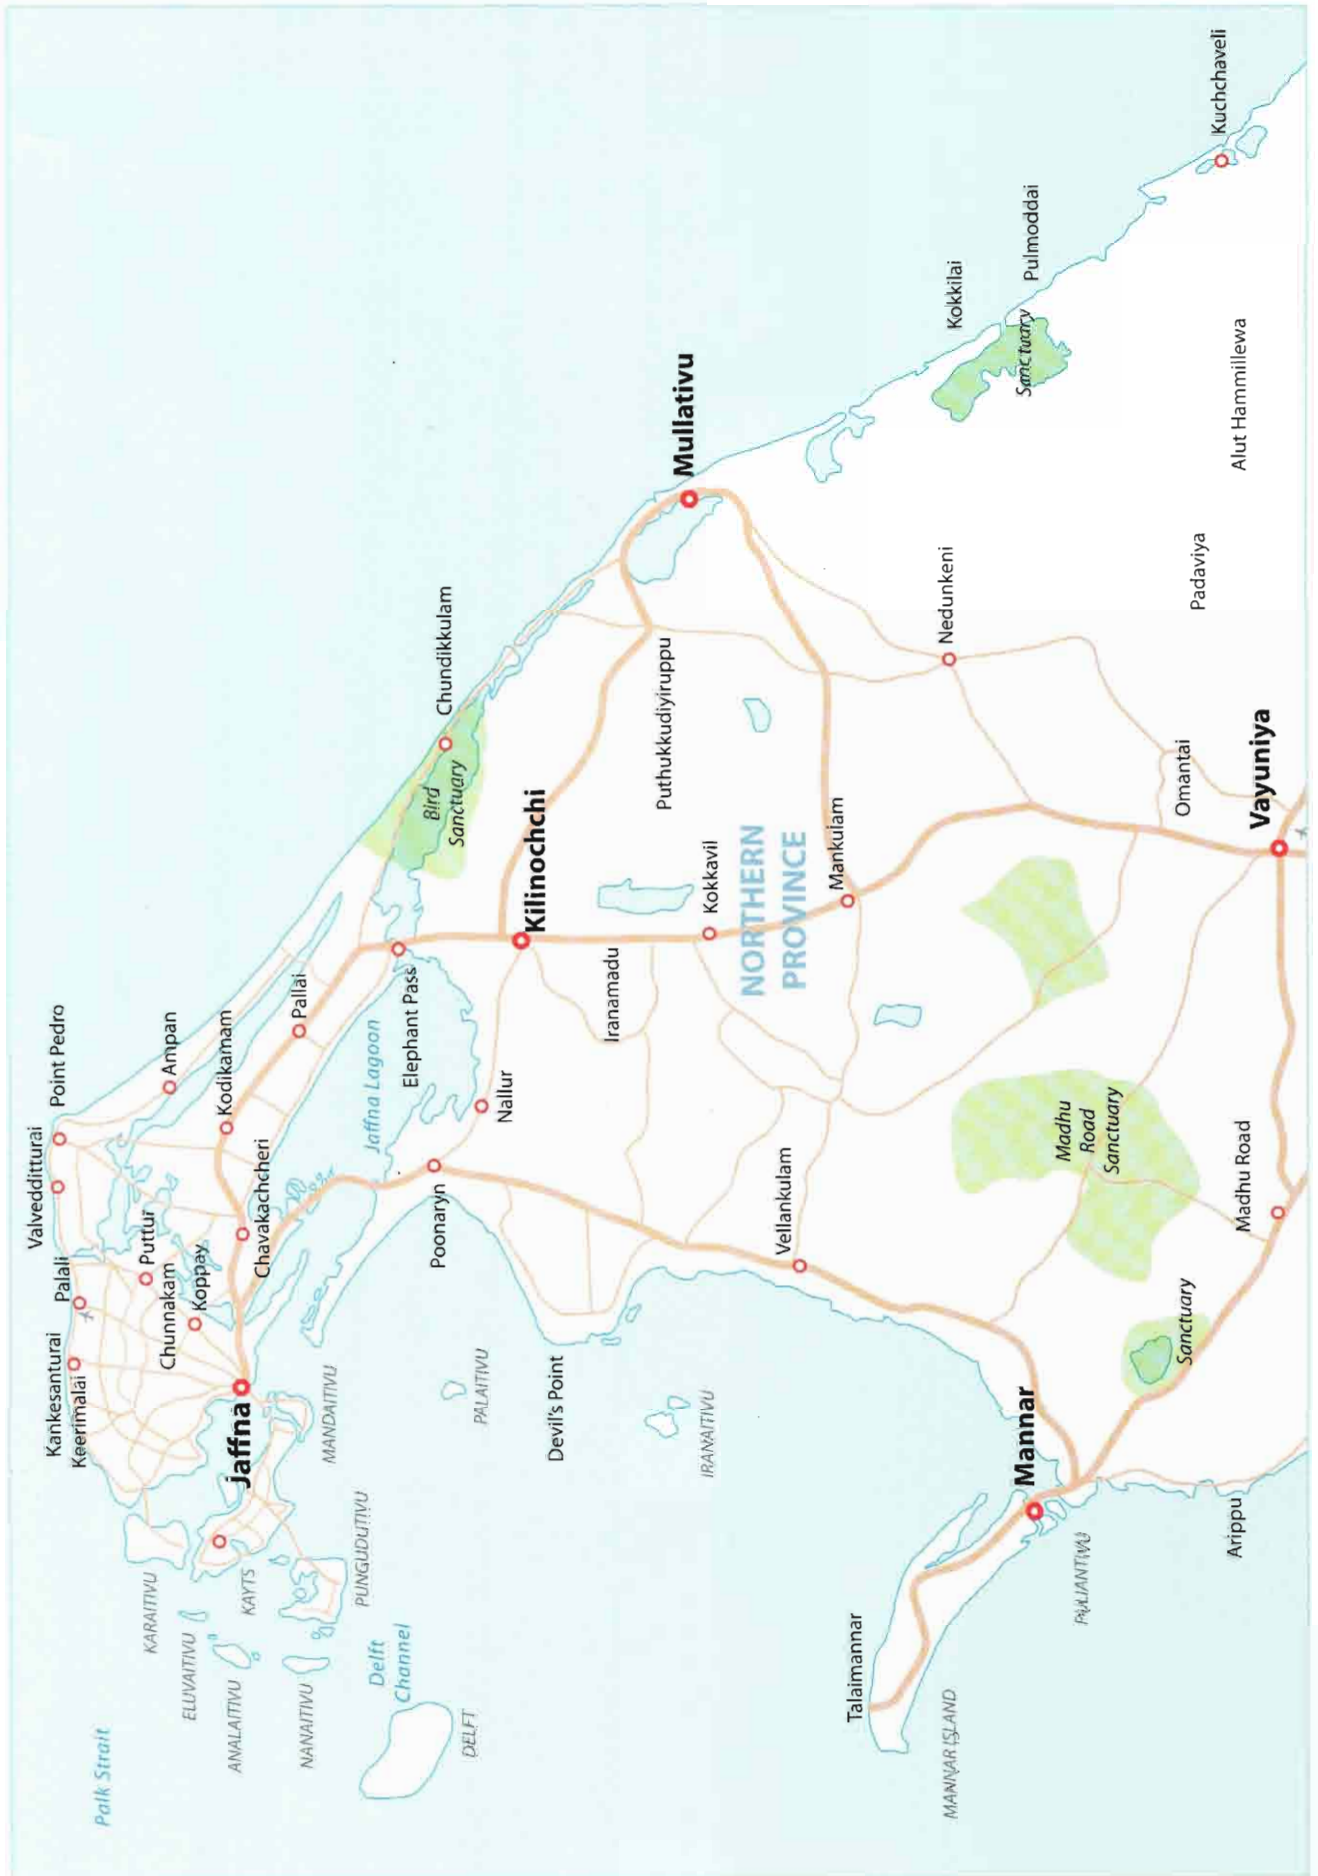 Valvedditturai
Point Pedro
Kankesanturai
Palali
Keerimalai
Palk Strait
KARAITIVU
Puttur
Ampan
Chunnakam
ELUVAITIVU
Koppay
Kodikamam
Jaffna
ANALAITIVU
KAYTS
Chavakachcheri
Pallai
NANAITIVU
MANDAITIVU
PUNGUDUTIVU
Jaffna Lagoon
Delft
Channel
Elephant Pass
Poonaryn
Bird
Sanctuary
Chundikkulam
DELFT
PALAITIVU
Nallur
Kilinochchi
Devil's Point
Iranamadu
Puthukkudiyiruppu
Mullativu
IRANAITIVU
Kokkavil
NORTHERN
PROVINCE
Vellankulam
Mankulam
Talaimannar
Nedunkeni
Kokkilai
MANNAR ISLAND
Mannar
Sanctuary
Pulmoddai
Madhu
Road
Sanctuary
Sanctuary
Omantai
Padaviya
Kuchchaveli
Arippu
Madhu Road
Alut Hammillewa
Vayuniya